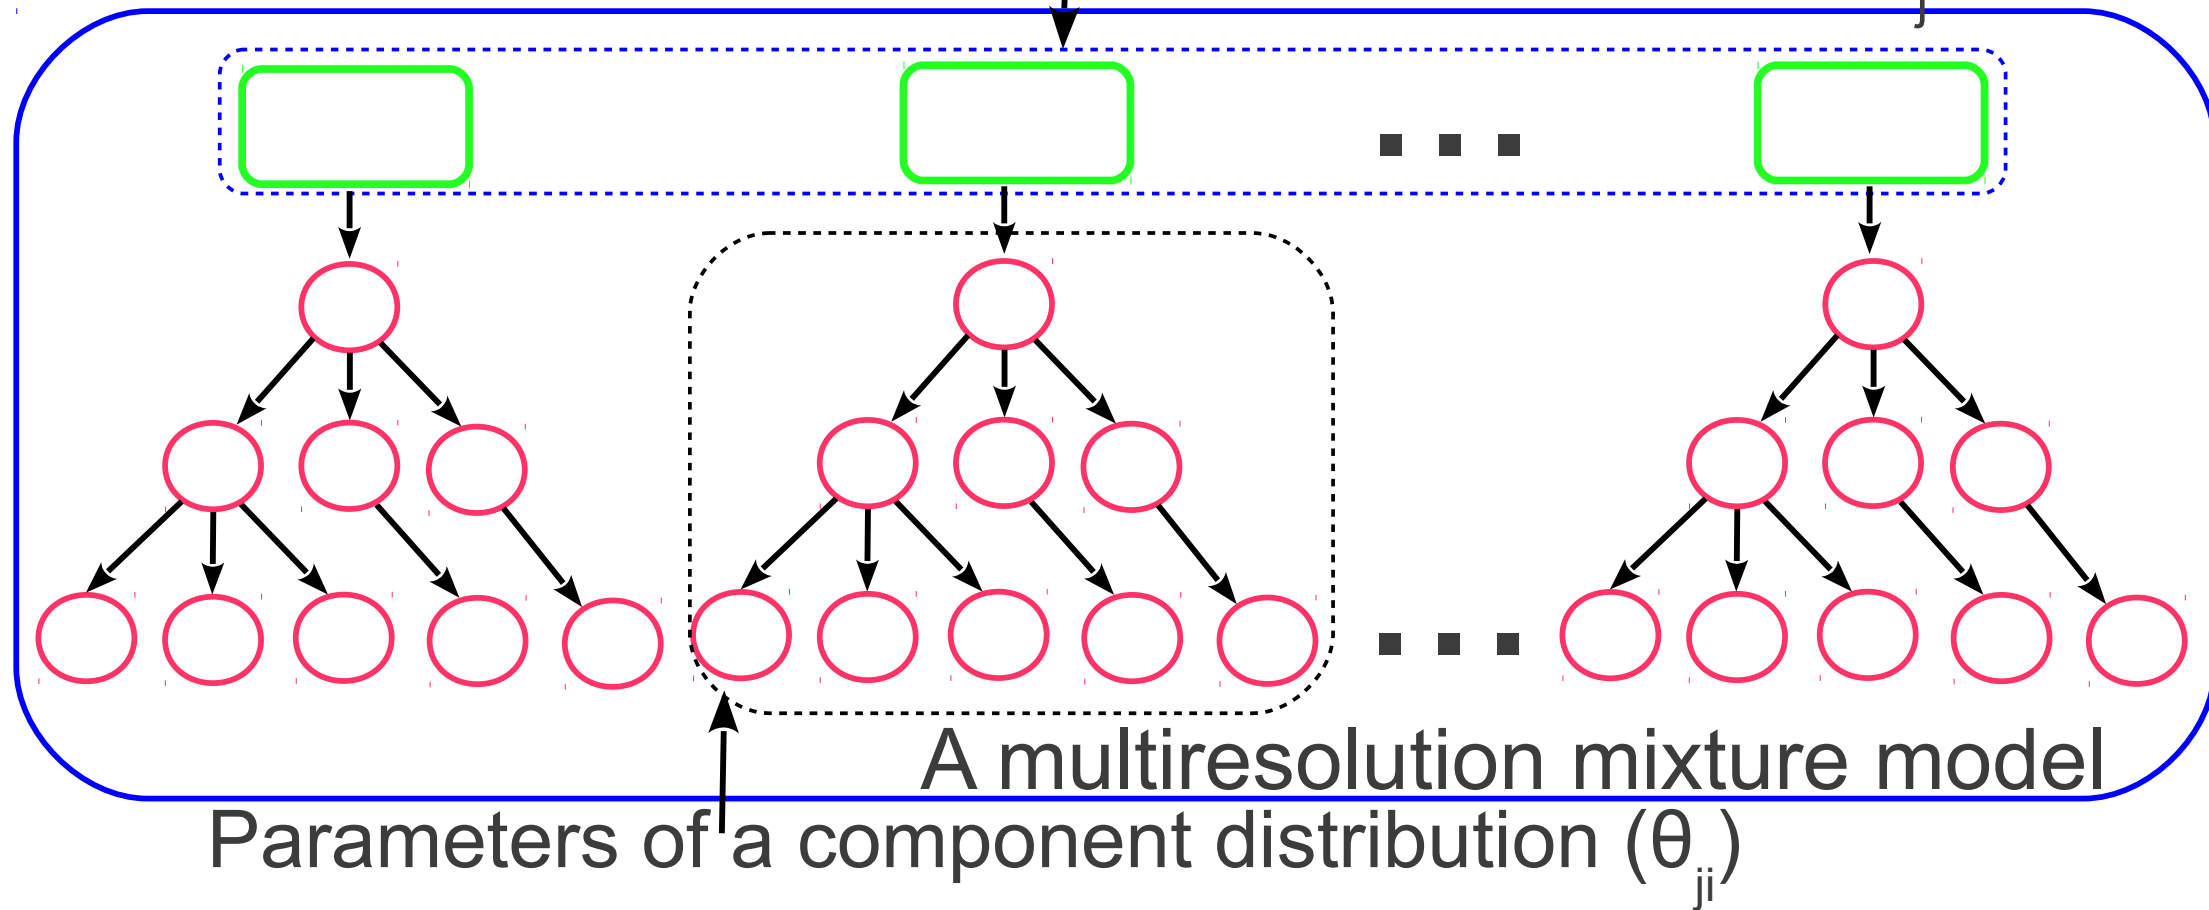 j
A multiresolution mixture model
Parameters of a component distribution (θji)